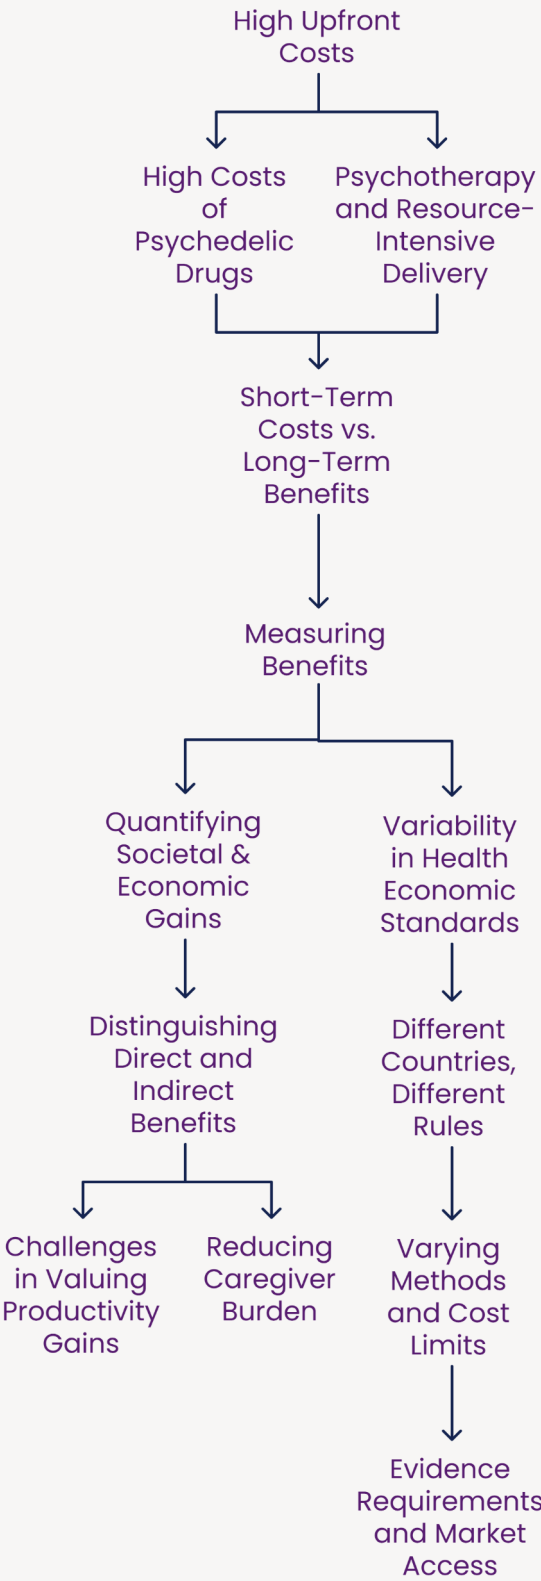 High Upfront
Costs
High Costs
of
Psychedelic
Drugs
Psychotherapy
and Resource-
Intensive
Delivery
Short-Term
Costs vs.
Long-Term
Benefits
Measuring
Benefits
Quantifying
Societal &
Economic
Gains
Variability
in Health
Economic
Standards
Distinguishing
Direct and
Indirect
Benefits
Different
Countries,
Different
Rules
Challenges
in Valuing
Productivity
Gains
Reducing
Caregiver
Burden
Varying
Methods
and Cost
Limits
Evidence
Requirements
and Market
Access